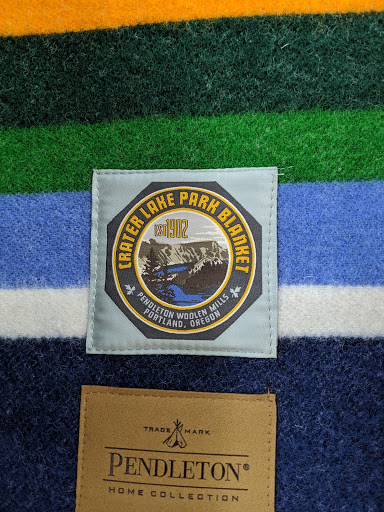 CRATER LAKE PARK BLANKET
EST 1902
PENDLETON WOOLEN MILLS
PORTLAND, OREGON
TRADE MARK
PENDLETON®
HOME COLLECTION